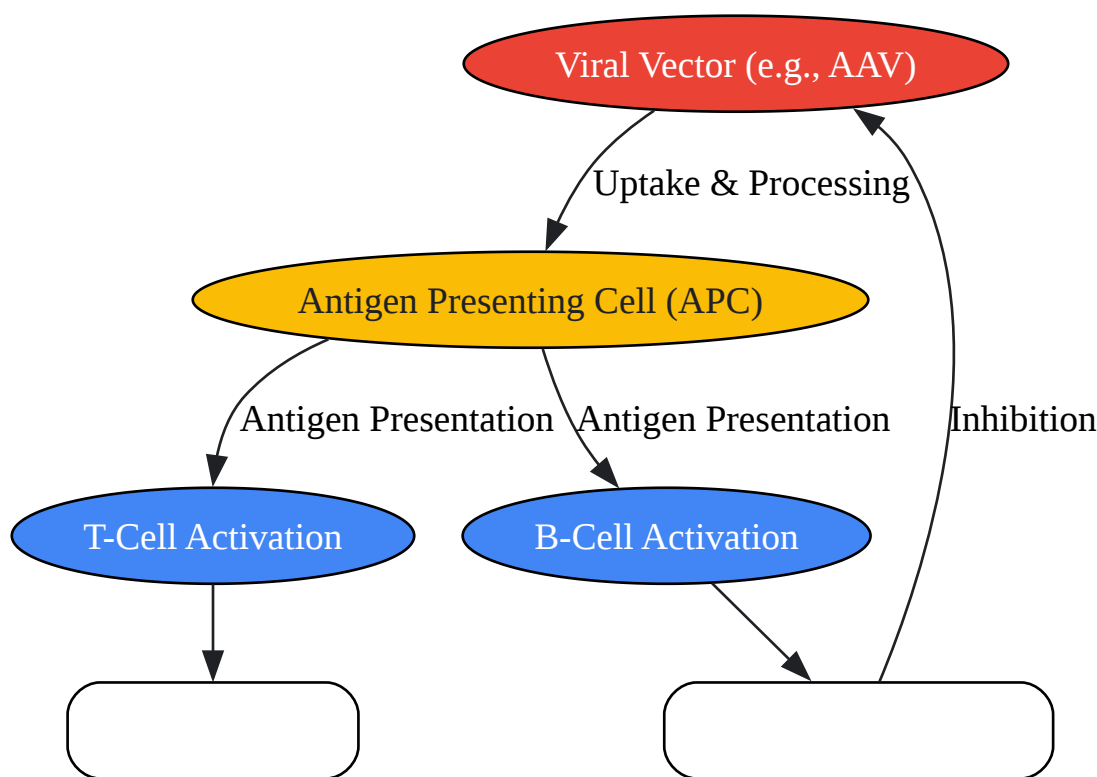 Viral Vector (e.g., AAV)
Uptake & Processing
Antigen Presenting Cell (APC)
Antigen Presentation
Antigen Presentation
Inhibition
T-Cell Activation
B-Cell Activation